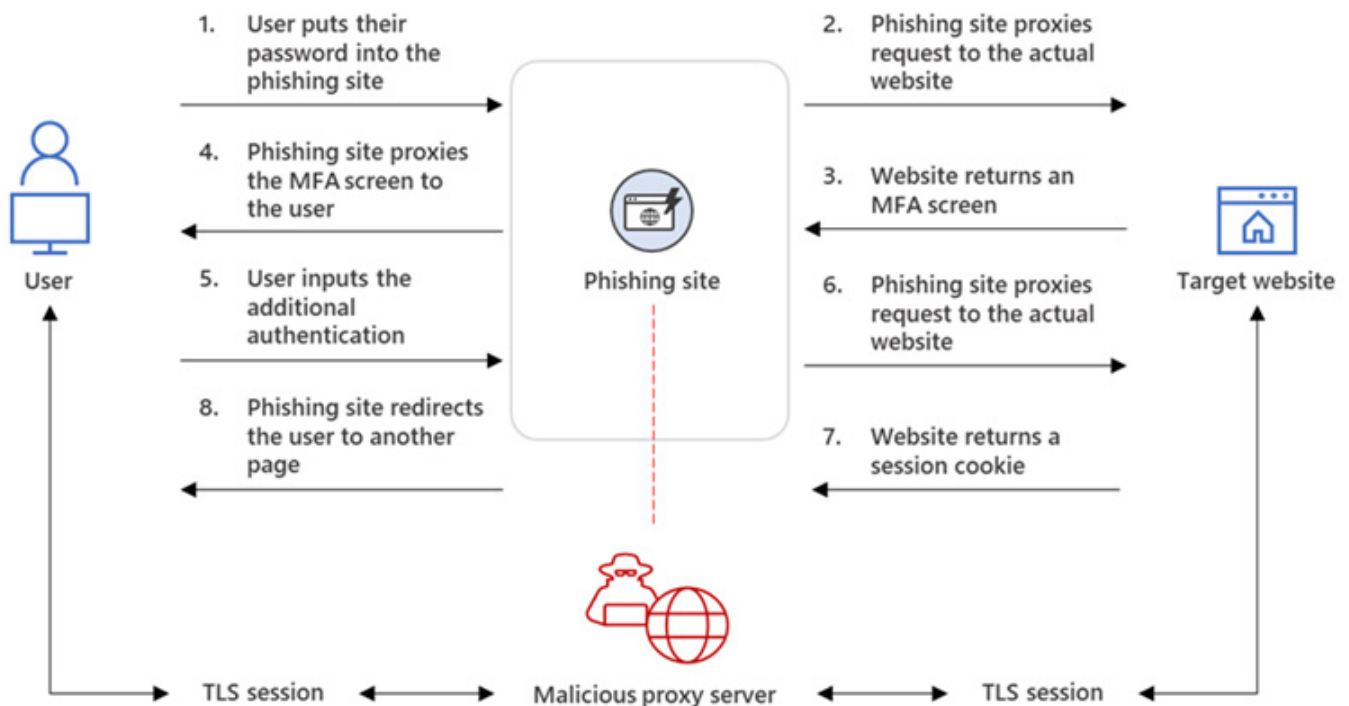 1. User puts their
password into the
phishing site
2. Phishing site proxies
request to the actual
website
4. Phishing site proxies
the MFA screen to
the user
3. Website returns an
MFA screen
User
Phishing site
Target website
5. User inputs the
additional
authentication
6. Phishing site proxies
request to the actual
website
8. Phishing site redirects
the user to another
page
7. Website returns a
session cookie
TLS session
Malicious proxy server
TLS session